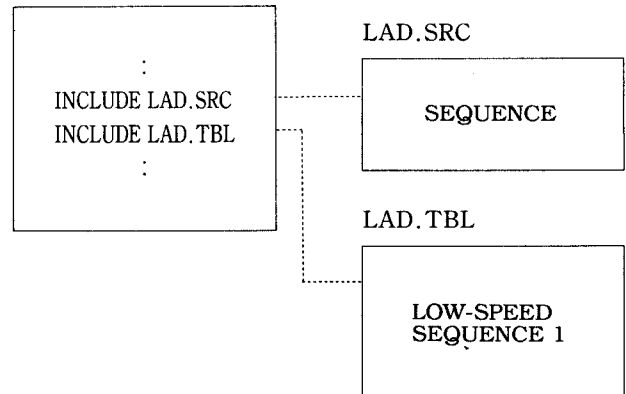 :
INCLUDE LAD.SRC
INCLUDE LAD.TBL
:
LAD.SRC
SEQUENCE
LAD.TBL
LOW-SPEED
SEQUENCE 1